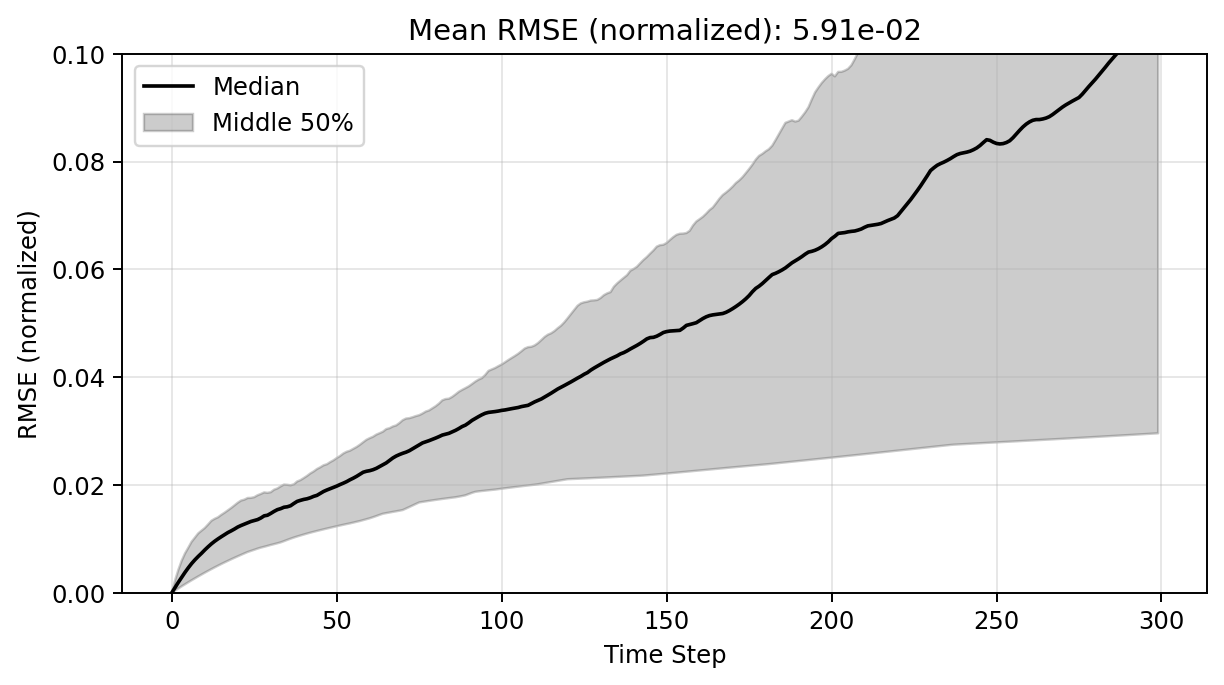 Mean RMSE (normalized): 5.91e-02
0.10
0.08
0.06
0.04
0.02
0.00
RMSE (normalized)
Median
Middle 50%
0 50 100 150 200 250 300
Time Step